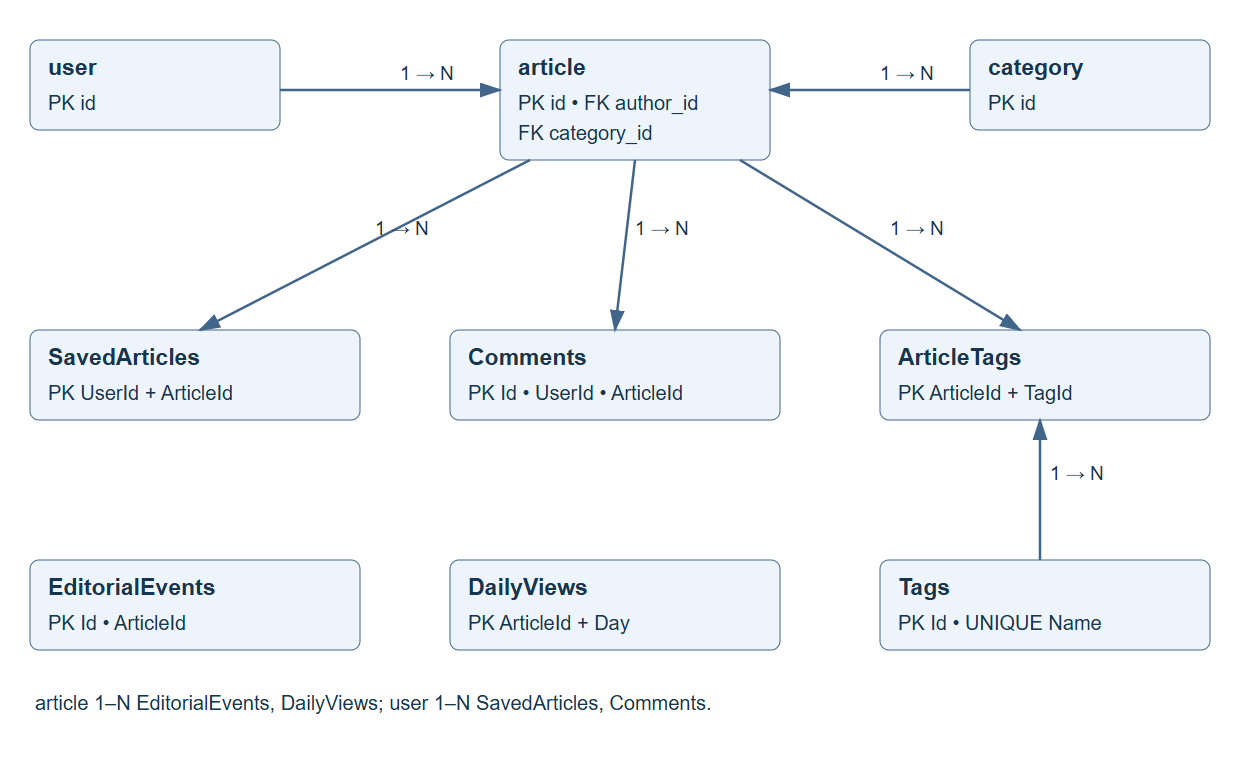 user
PK id
1 → N
article
PK id • FK author_id
FK category_id
1 → N
category
PK id
1 → N
1 → N
1 → N
SavedArticles
PK UserId + ArticleId
Comments
PK Id • UserId • ArticleId
ArticleTags
PK ArticleId + TagId
1 → N
EditorialEvents
PK Id • ArticleId
DailyViews
PK ArticleId + Day
Tags
PK Id • UNIQUE Name
article 1–N EditorialEvents, DailyViews; user 1–N SavedArticles, Comments.